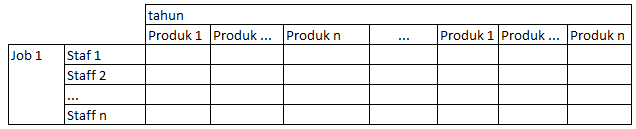 tahun
Produk 1 Produk ... Produk n ... Produk 1 Produk ... Produk n
Job 1 Staf 1
Staff 2
...
Staff n